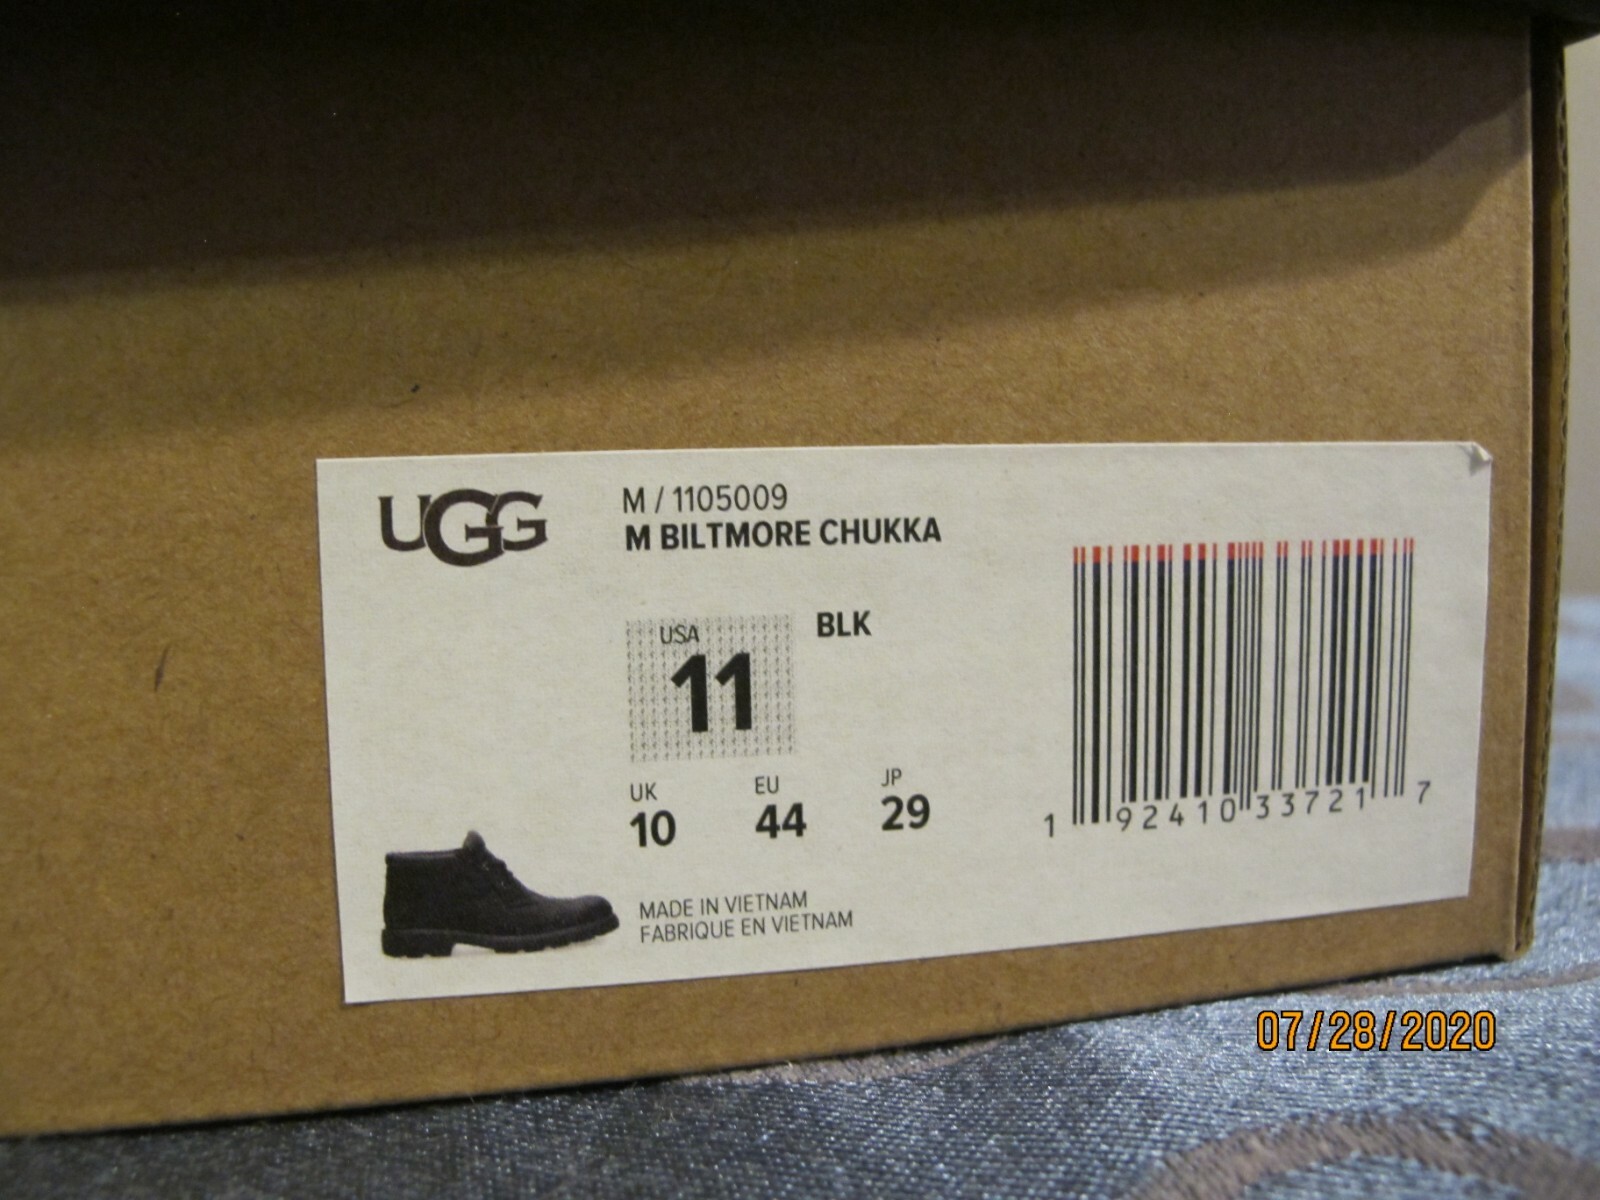 UGG
M / 1105009
M BILTMORE CHUKKA
USA
11
BLK
UK
10
EU
44
JP
29
MADE IN VIETNAM
FABRIQUE EN VIETNAM
1 92410 33721 7
07/28/2020